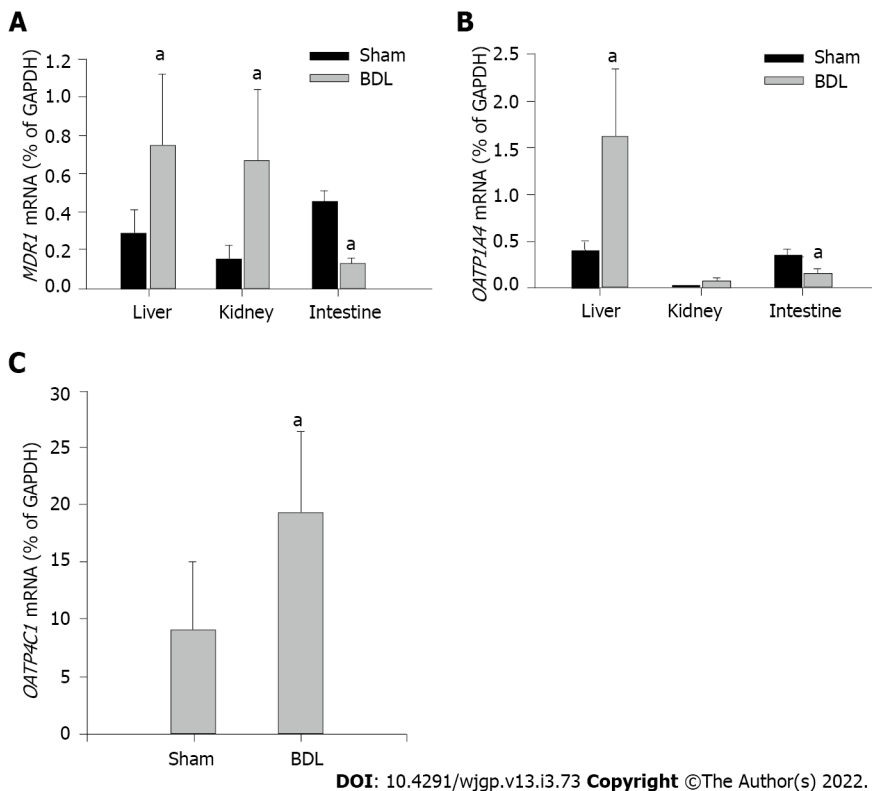 A
MDR1 mRNA (% of GAPDH)
1.2
1.0
0.8
0.6
0.4
0.2
0.0
a
a
a
Sham
BDL
Liver Kidney Intestine
B
OATP1A4 mRNA (% of GAPDH)
2.5
2.0
1.5
1.0
0.5
0.0
a
a
Sham
BDL
Liver Kidney Intestine
C
OATP4C1 mRNA (% of GAPDH)
30
25
20
15
10
5
0
a
Sham BDL
DOI: 10.4291/wjgp.v13.i3.73 Copyright ©The Author(s) 2022.